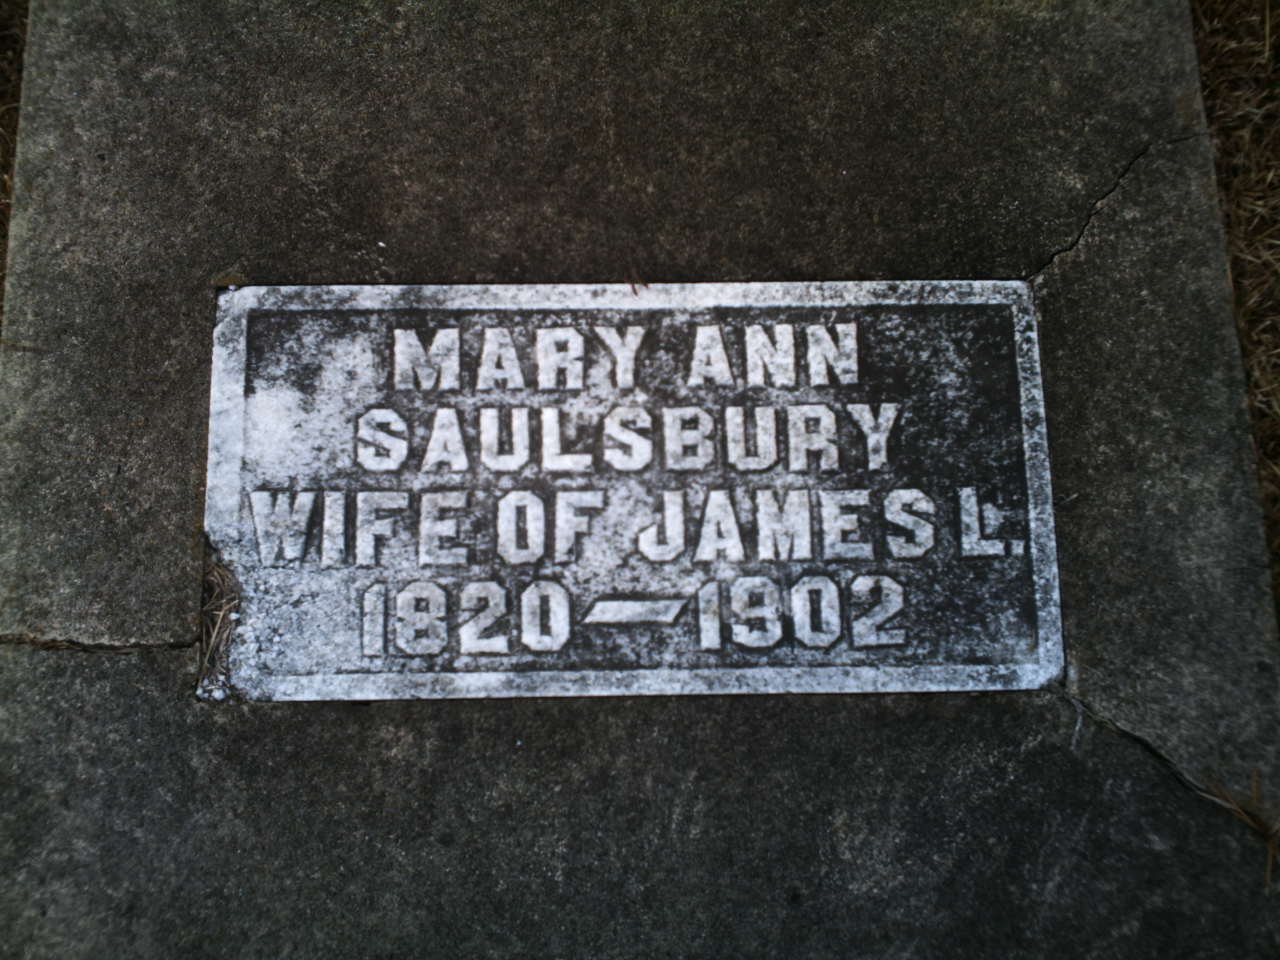 MARY ANN
SAULSBURY
WIFE OF JAMES L.
1820—1902